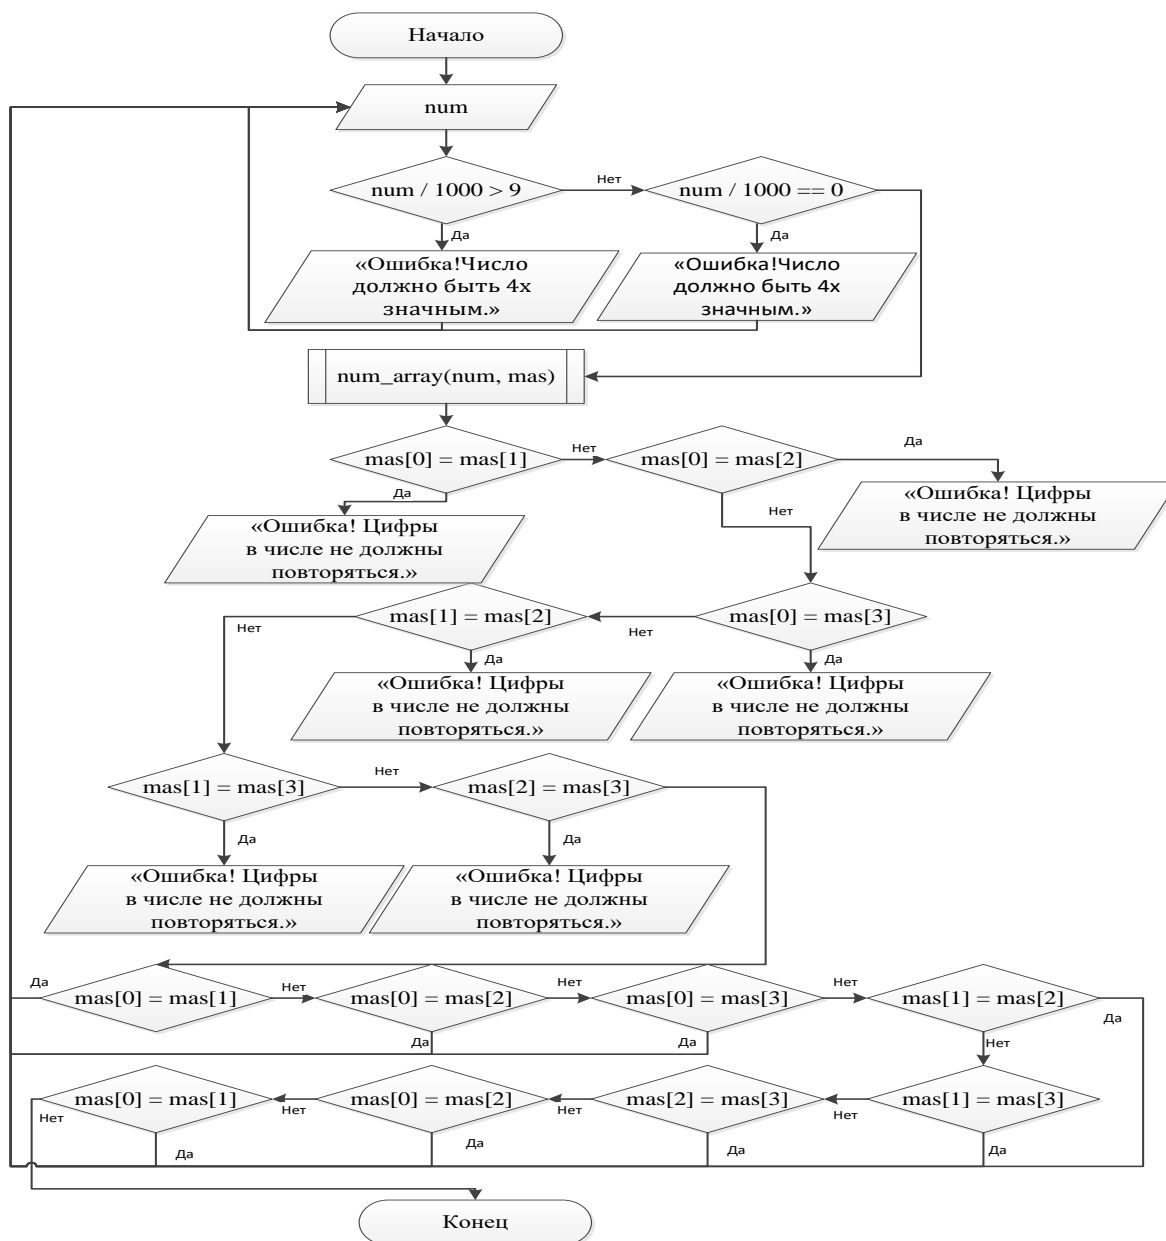 Начало
num
num / 1000 > 9
Нет
num / 1000 == 0
Да
Да
«Ошибка!Число
должно быть 4х
значным.»
«Ошибка!Число
должно быть 4х
значным.»
num_array(num, mas)
mas[0] = mas[1]
Нет
mas[0] = mas[2]
Да
Да
Нет
«Ошибка! Цифры
в числе не должны
повторяться.»
«Ошибка! Цифры
в числе не должны
повторяться.»
mas[1] = mas[2]
mas[0] = mas[3]
Нет
Нет
Да
Да
«Ошибка! Цифры
в числе не должны
повторяться.»
«Ошибка! Цифры
в числе не должны
повторяться.»
mas[1] = mas[3]
Нет
mas[2] = mas[3]
Да
Да
«Ошибка! Цифры
в числе не должны
повторяться.»
«Ошибка! Цифры
в числе не должны
повторяться.»
Да
mas[0] = mas[1]
Нет
mas[0] = mas[2]
Нет
mas[0] = mas[3]
Нет
mas[1] = mas[2]
Да
Да
Да
Нет
Нет
mas[0] = mas[1]
Нет
mas[0] = mas[2]
Нет
mas[2] = mas[3]
Нет
mas[1] = mas[3]
Да
Да
Да
Да
Конец